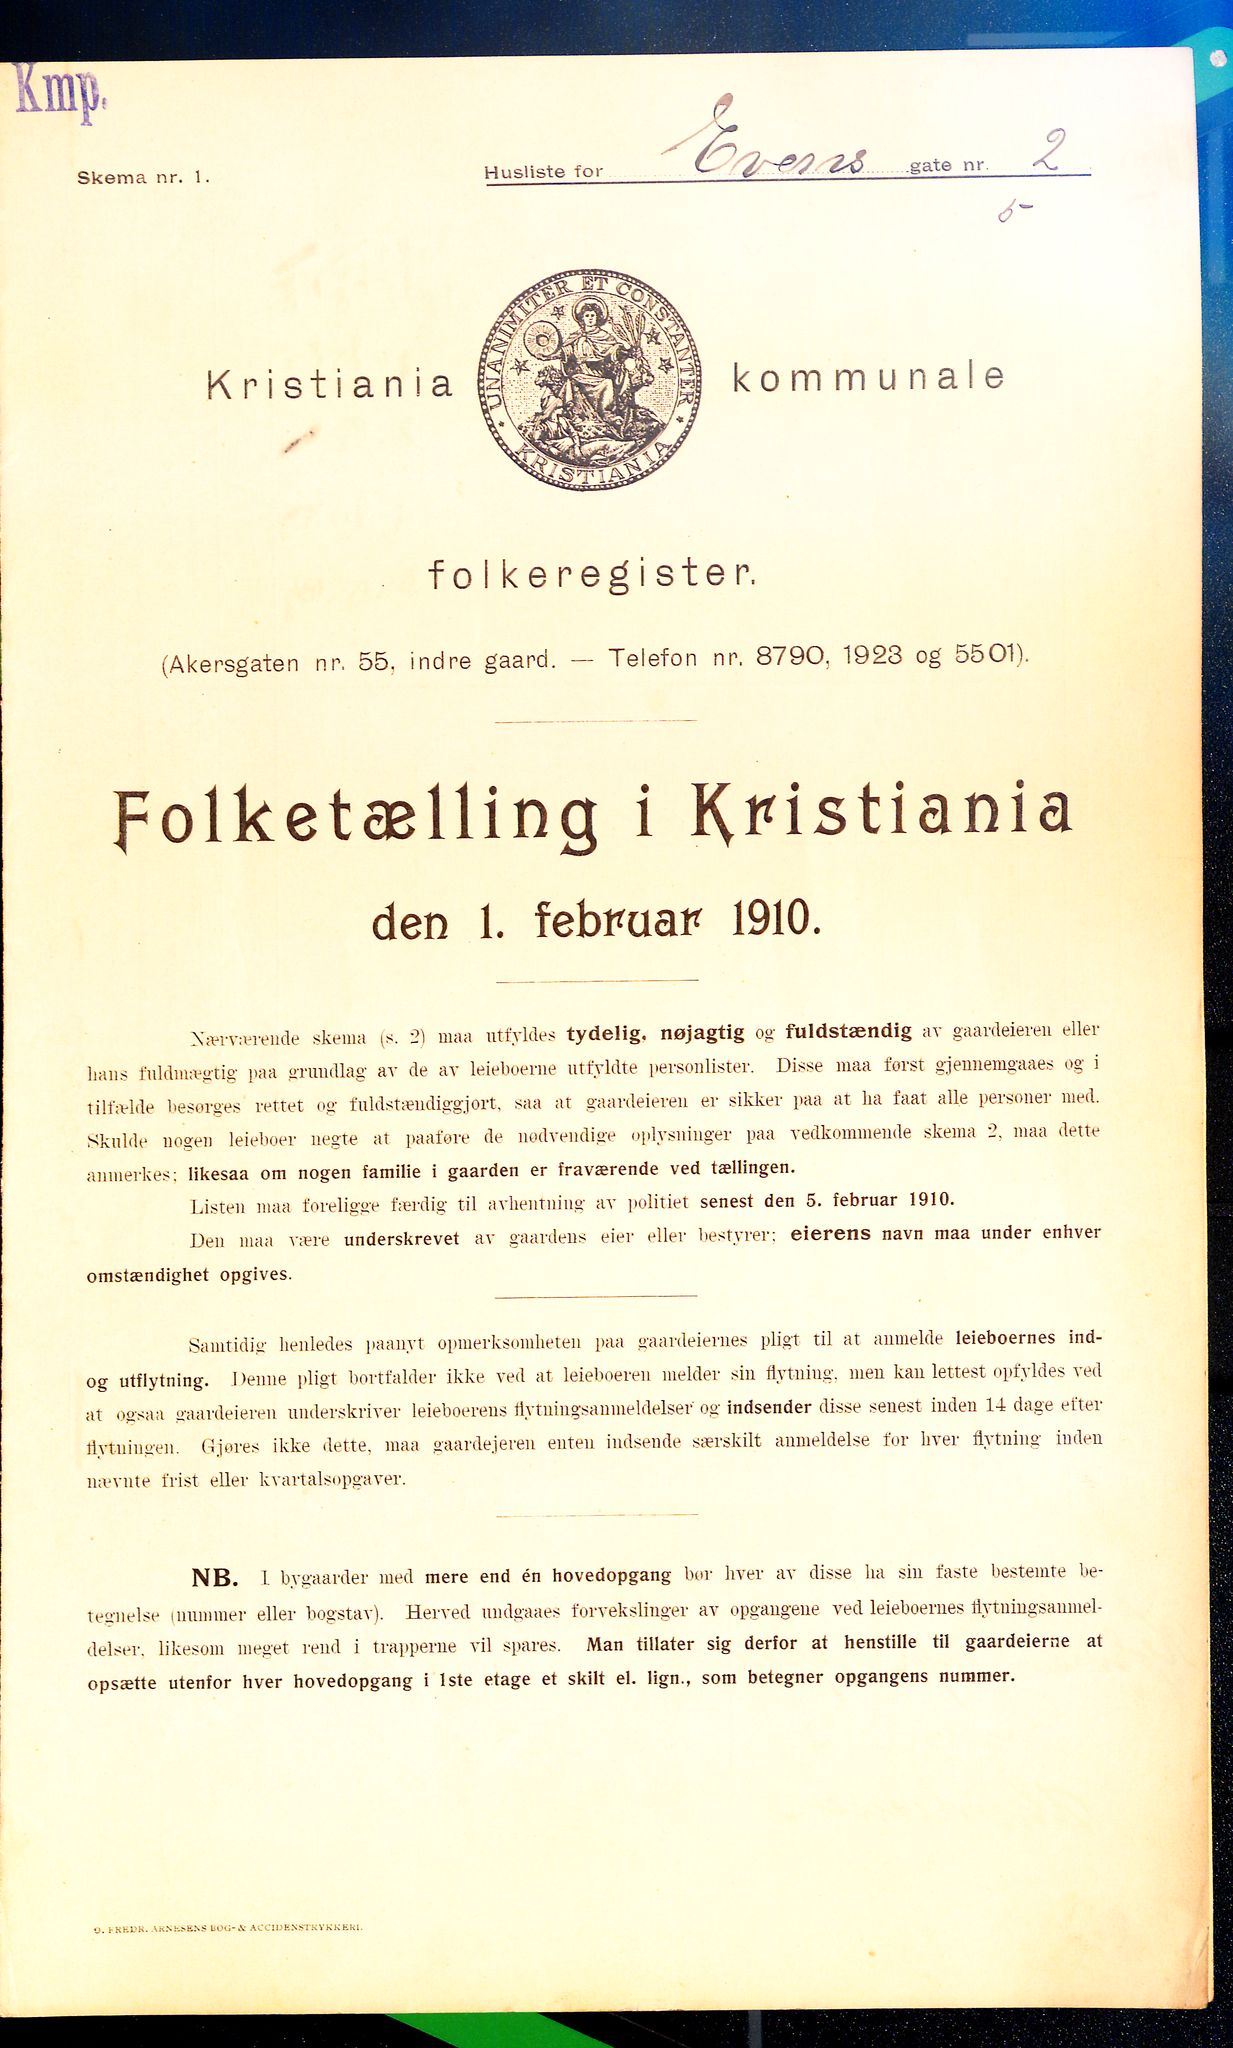 Kmp.
Skema nr. 1.
Husliste for Evens gate nr. 2
5
UNANIMITER ET CONSTANTER
KRISTIANIA
Kristiania kommunale
folkeregister.
(Akersgaten nr. 55, indre gaard. — Telefon nr. 8790, 1923 og 5501).
Folketælling i Kristiania
den 1. februar 1910.
Nærværende skema (s. 2) maa utfyldes tydelig, nøjagtig og fuldstændig av gaardeieren eller
hans fuldmægtig paa grundlag av de av leieboerne utfyldte personlister. Disse maa først gjennemgaaes og i
tilfælde besørges rettet og fuldstændiggjort, saa at gaardeieren er sikker paa at ha faat alle personer med.
Skulde nogen leieboer negte at paaføre de nødvendige oplysninger paa vedkommende skema 2, maa dette
anmerkes; likesaa om nogen familie i gaarden er fraværende ved tællingen.
Listen maa foreligge færdig til avhentning av politiet senest den 5. februar 1910.
Den maa være underskrevet av gaardens eier eller bestyrer; eierens navn maa under enhver
omstændighet opgives.
Samtidig henledes paanyt opmerksomheten paa gaardeiernes pligt til at anmelde leieboernes ind-
og utflytning. Denne pligt bortfalder ikke ved at leieboeren melder sin flytning, men kan lettest opfyldes ved
at ogsaa gaardeieren underskriver leieboerens flytningsanmeldelser og indsender disse senest inden 14 dage efter
flytningen. Gjøres ikke dette, maa gaardejeren enten indsende særskilt anmeldelse for hver flytning inden
nævnte frist eller kvartalsopgaver.
NB. I bygaarder med mere end én hovedopgang bør hver av disse ha sin faste bestemte be-
tegnelse (nummer eller bogstav). Herved undgaaes forvekslinger av opgangene ved leieboernes flytningsanmel-
delser, likesom meget rend i trapperne vil spares. Man tillater sig derfor at henstille til gaardeierne at
opsætte utenfor hver hovedopgang i 1ste etage et skilt el. lign., som betegner opgangens nummer.
O. FREDR. ARNESENS BOG- & ACCIDENSTRYKKERI.